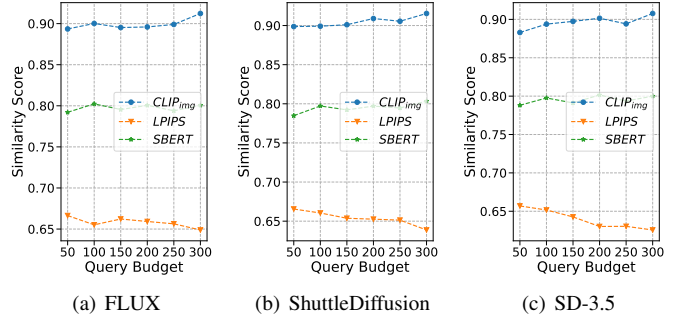 0.90
0.85
0.80
0.75
0.70
0.65
Similarity Score
CLIP_img
LPIPS
SBERT
50 100 150 200 250 300
Query Budget
(a) FLUX
0.90
0.85
0.80
0.75
0.70
0.65
Similarity Score
CLIP_img
LPIPS
SBERT
50 100 150 200 250 300
Query Budget
(b) ShuttleDiffusion
0.90
0.85
0.80
0.75
0.70
0.65
Similarity Score
CLIP_img
LPIPS
SBERT
50 100 150 200 250 300
Query Budget
(c) SD-3.5